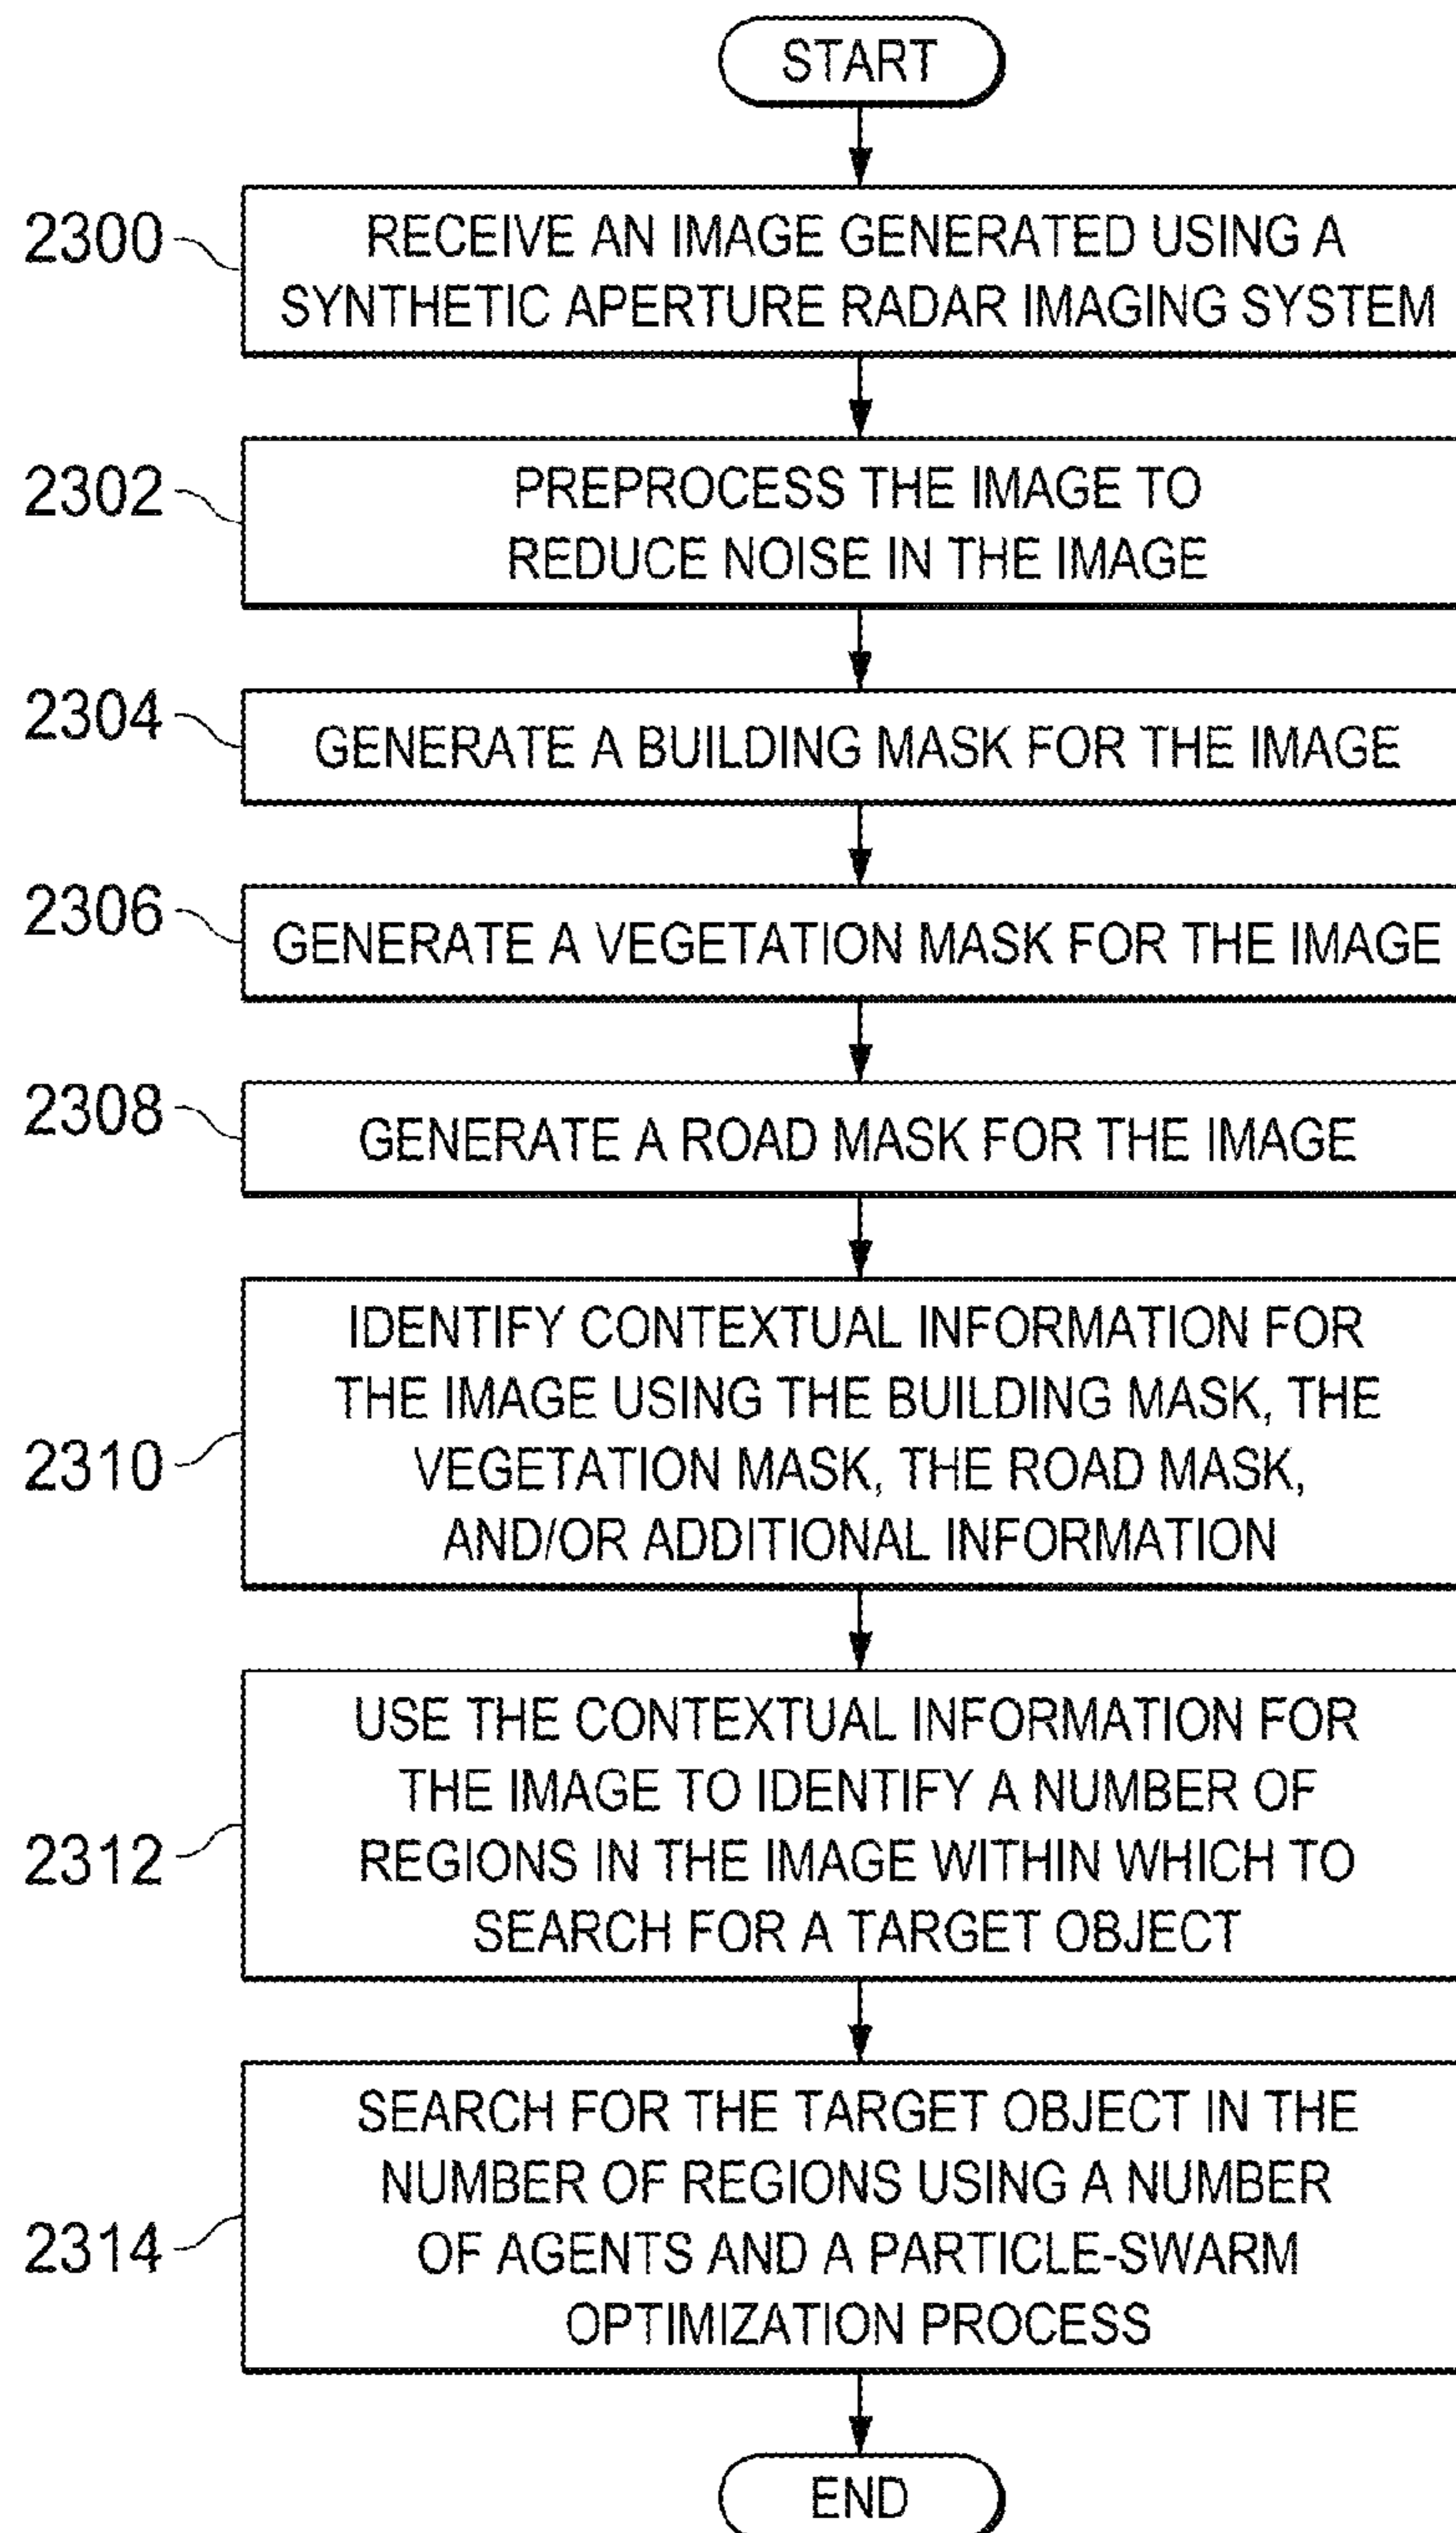 START
2300
RECEIVE AN IMAGE GENERATED USING A
SYNTHETIC APERTURE RADAR IMAGING SYSTEM
2302
PREPROCESS THE IMAGE TO
REDUCE NOISE IN THE IMAGE
2304
GENERATE A BUILDING MASK FOR THE IMAGE
2306
GENERATE A VEGETATION MASK FOR THE IMAGE
2308
GENERATE A ROAD MASK FOR THE IMAGE
2310
IDENTIFY CONTEXTUAL INFORMATION FOR
THE IMAGE USING THE BUILDING MASK, THE
VEGETATION MASK, THE ROAD MASK,
AND/OR ADDITIONAL INFORMATION
2312
USE THE CONTEXTUAL INFORMATION FOR
THE IMAGE TO IDENTIFY A NUMBER OF
REGIONS IN THE IMAGE WITHIN WHICH TO
SEARCH FOR A TARGET OBJECT
2314
SEARCH FOR THE TARGET OBJECT IN THE
NUMBER OF REGIONS USING A NUMBER
OF AGENTS AND A PARTICLE-SWARM
OPTIMIZATION PROCESS
END